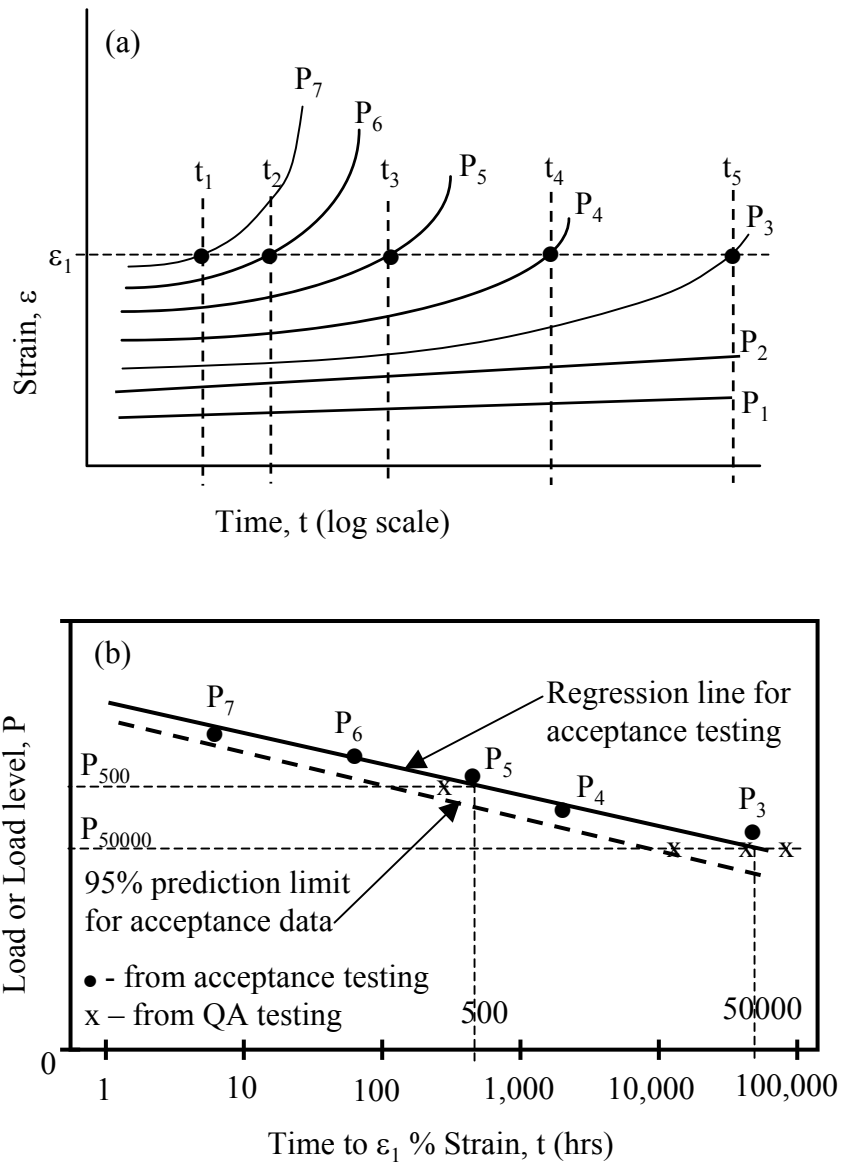 (a)
P₇
P₆
t₁ t₂ t₃ P₅ t₄ t₅
P₄
P₃
ε₁
P₂
P₁
Strain, ε
Time, t (log scale)
(b)
P₇
Regression line for
acceptance testing
P₆
P₅
P₅₀₀
P₄
P₃
P₅₀₀₀₀
x
x x x
95% prediction limit
for acceptance data
● - from acceptance testing
x – from QA testing
500
50000
Load or Load level, P
0
1 10 100 1,000 10,000 100,000
Time to ε₁ % Strain, t (hrs)